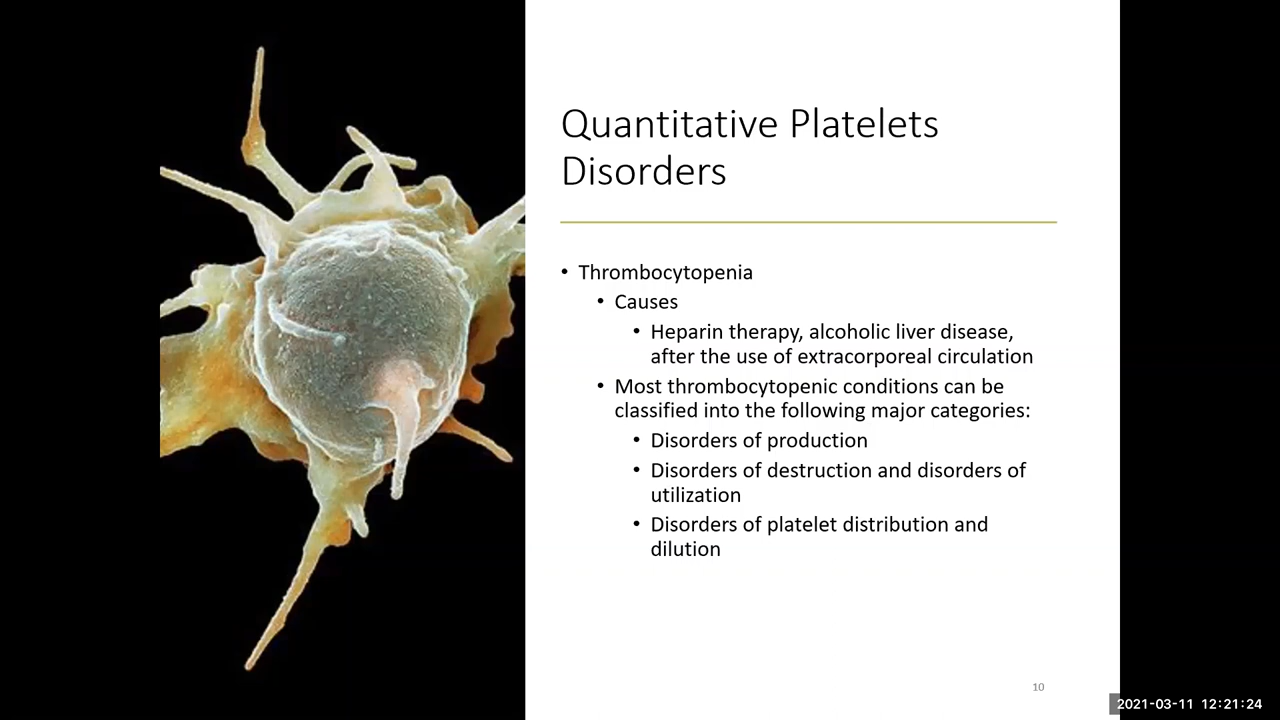 Quantitative Platelets
Disorders
• Thrombocytopenia
• Causes
• Heparin therapy, alcoholic liver disease,
after the use of extracorporeal circulation
• Most thrombocytopenic conditions can be
classified into the following major categories:
• Disorders of production
• Disorders of destruction and disorders of
utilization
• Disorders of platelet distribution and
dilution
10
2021-03-11 12:21:24